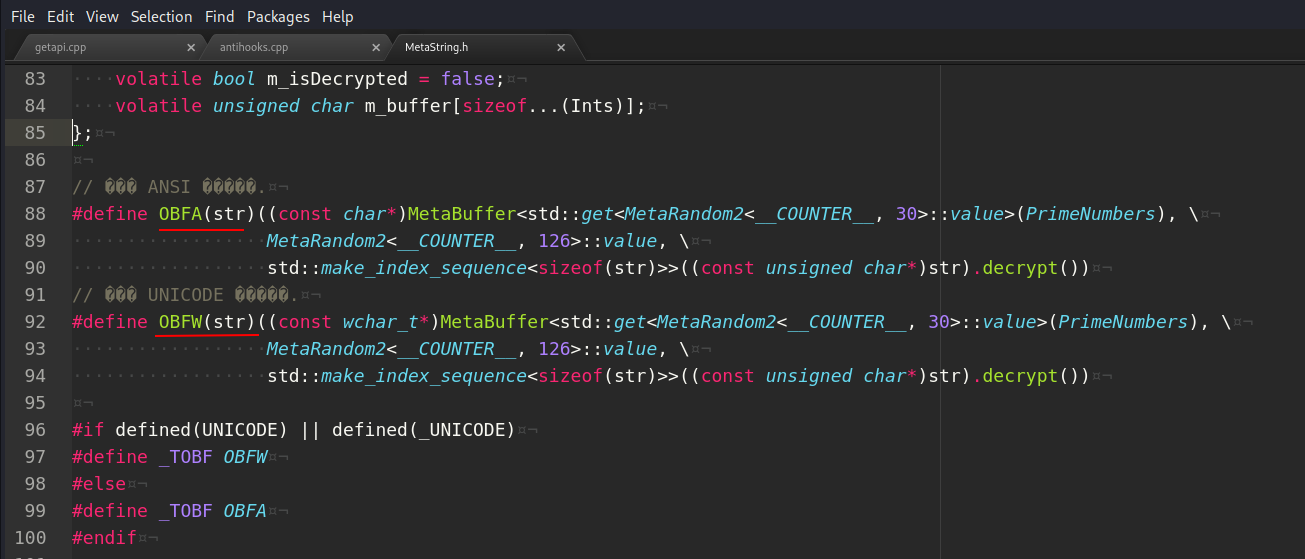 File Edit View Selection Find Packages Help
getapi.cpp × antihooks.cpp × MetaString.h ×
83 volatile bool m_isDecrypted = false;
84 volatile unsigned char m_buffer[sizeof...(Ints)];
85 };
86
87 // ��� ANSI �����.
88 #define OBFA(str)((const char*)MetaBuffer<std::get<MetaRandom2<__COUNTER__, 30>::value>(PrimeNumbers), \
89 MetaRandom2<__COUNTER__, 126>::value, \
90 std::make_index_sequence<sizeof(str)>>((const unsigned char*)str).decrypt())
91 // ��� UNICODE �����.
92 #define OBFW(str)((const wchar_t*)MetaBuffer<std::get<MetaRandom2<__COUNTER__, 30>::value>(PrimeNumbers), \
93 MetaRandom2<__COUNTER__, 126>::value, \
94 std::make_index_sequence<sizeof(str)>>((const unsigned char*)str).decrypt())
95
96 #if defined(UNICODE) || defined(_UNICODE)
97 #define _TOBF OBFW
98 #else
99 #define _TOBF OBFA
100 #endif